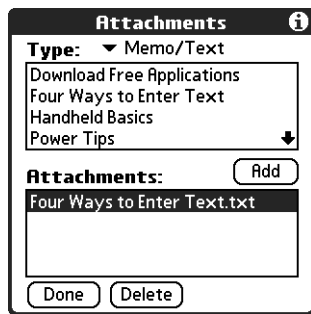 Attachments
Type: Memo/Text
Download Free Applications
Four Ways to Enter Text
Handheld Basics
Power Tips
Attachments: Add
Four Ways to Enter Text.txt
Done Delete